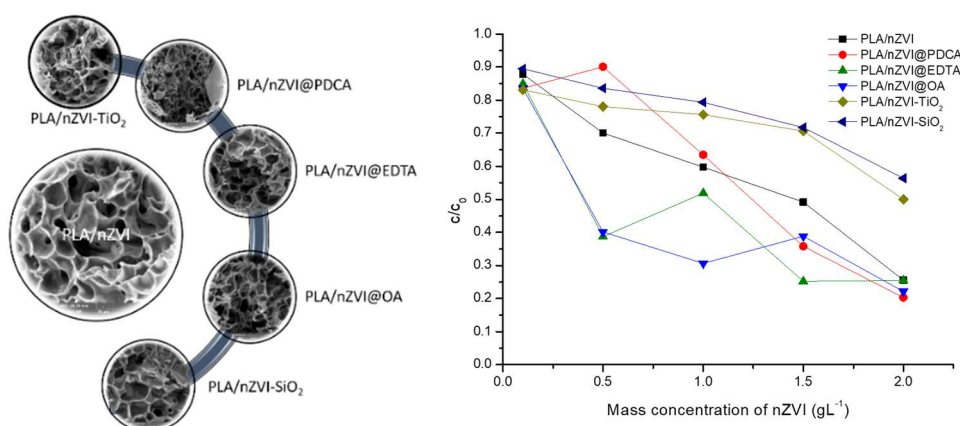 PLA/nZVI-TiO₂
PLA/nZVI@PDCA
PLA/nZVI@EDTA
PLA/nZVI
PLA/nZVI@OA
PLA/nZVI-SiO₂
PLA/nZVI
PLA/nZVI@PDCA
PLA/nZVI@EDTA
PLA/nZVI@OA
PLA/nZVI-TiO₂
PLA/nZVI-SiO₂
c/c₀
1.0
0.9
0.8
0.7
0.6
0.5
0.4
0.3
0.2
0.1
0.0
0.0 0.5 1.0 1.5 2.0
Mass concentration of nZVI (gL⁻¹)